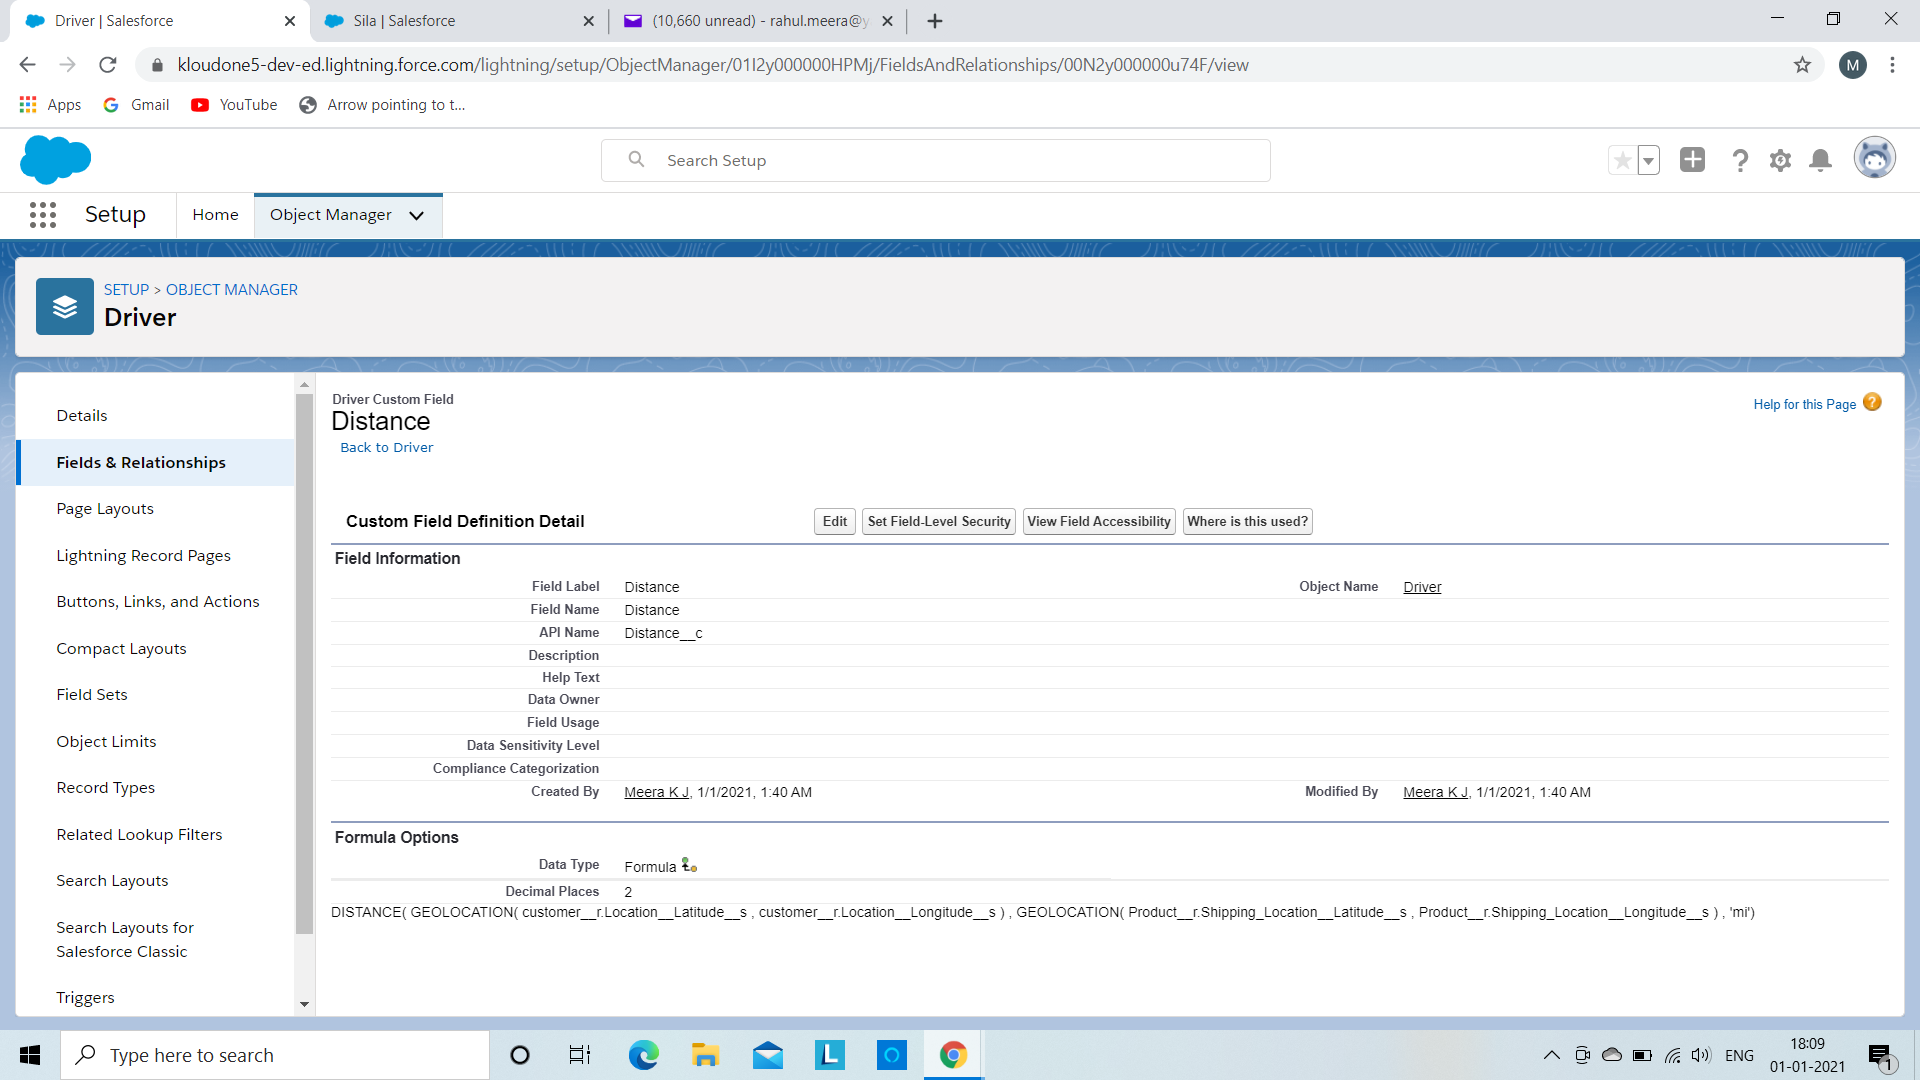 Driver | Salesforce
Sila | Salesforce
(10,660 unread) - rahul.meera@y
kloudone5-dev-ed.lightning.force.com/lightning/setup/ObjectManager/01I2y000000HPMj/FieldsAndRelationships/00N2y000000u74F/view
M
Apps
Gmail
YouTube
Arrow pointing to t...
Search Setup
Setup
Home
Object Manager
SETUP > OBJECT MANAGER
Driver
Details
Fields & Relationships
Page Layouts
Lightning Record Pages
Buttons, Links, and Actions
Compact Layouts
Field Sets
Object Limits
Record Types
Related Lookup Filters
Search Layouts
Search Layouts for
Salesforce Classic
Triggers
Driver Custom Field
Distance
Back to Driver
Help for this Page
Custom Field Definition Detail
Edit
Set Field-Level Security
View Field Accessibility
Where is this used?
Field Information
Field Label Distance Object Name Driver
Field Name Distance
API Name Distance__c
Description
Help Text
Data Owner
Field Usage
Data Sensitivity Level
Compliance Categorization
Created By Meera K J, 1/1/2021, 1:40 AM Modified By Meera K J, 1/1/2021, 1:40 AM
Formula Options
Data Type Formula
Decimal Places 2
DISTANCE( GEOLOCATION( customer__r.Location__Latitude__s , customer__r.Location__Longitude__s ) , GEOLOCATION( Product__r.Shipping_Location__Latitude__s , Product__r.Shipping_Location__Longitude__s ) , 'mi')
Type here to search
L
ENG
18:09
01-01-2021
1